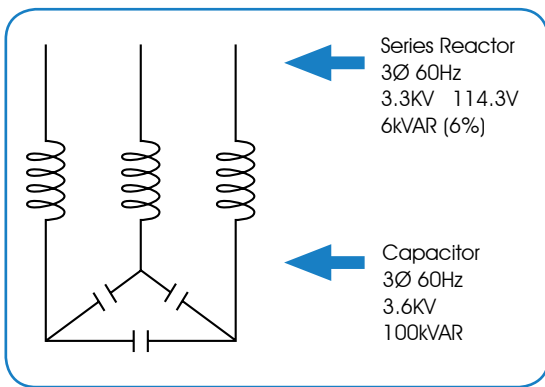 Series Reactor
3Ø 60Hz
3.3KV 114.3V
6kVAR (6%)
Capacitor
3Ø 60Hz
3.6KV
100kVAR